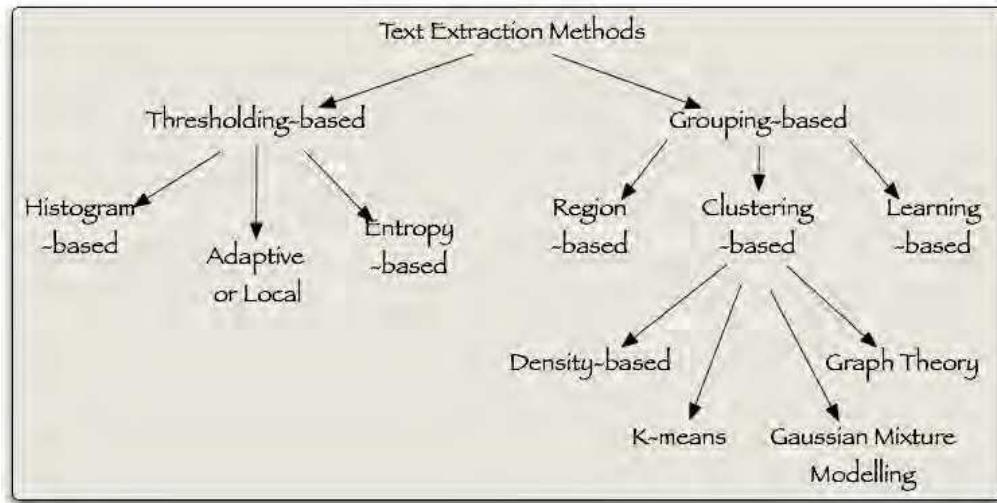 Text Extraction Methods
Thresholding-based
Grouping-based
Histogram
-based
Adaptive
or Local
Entropy
-based
Region
-based
Clustering
-based
Learning
-based
Density-based
K-means
Gaussian Mixture
Modelling
Graph Theory